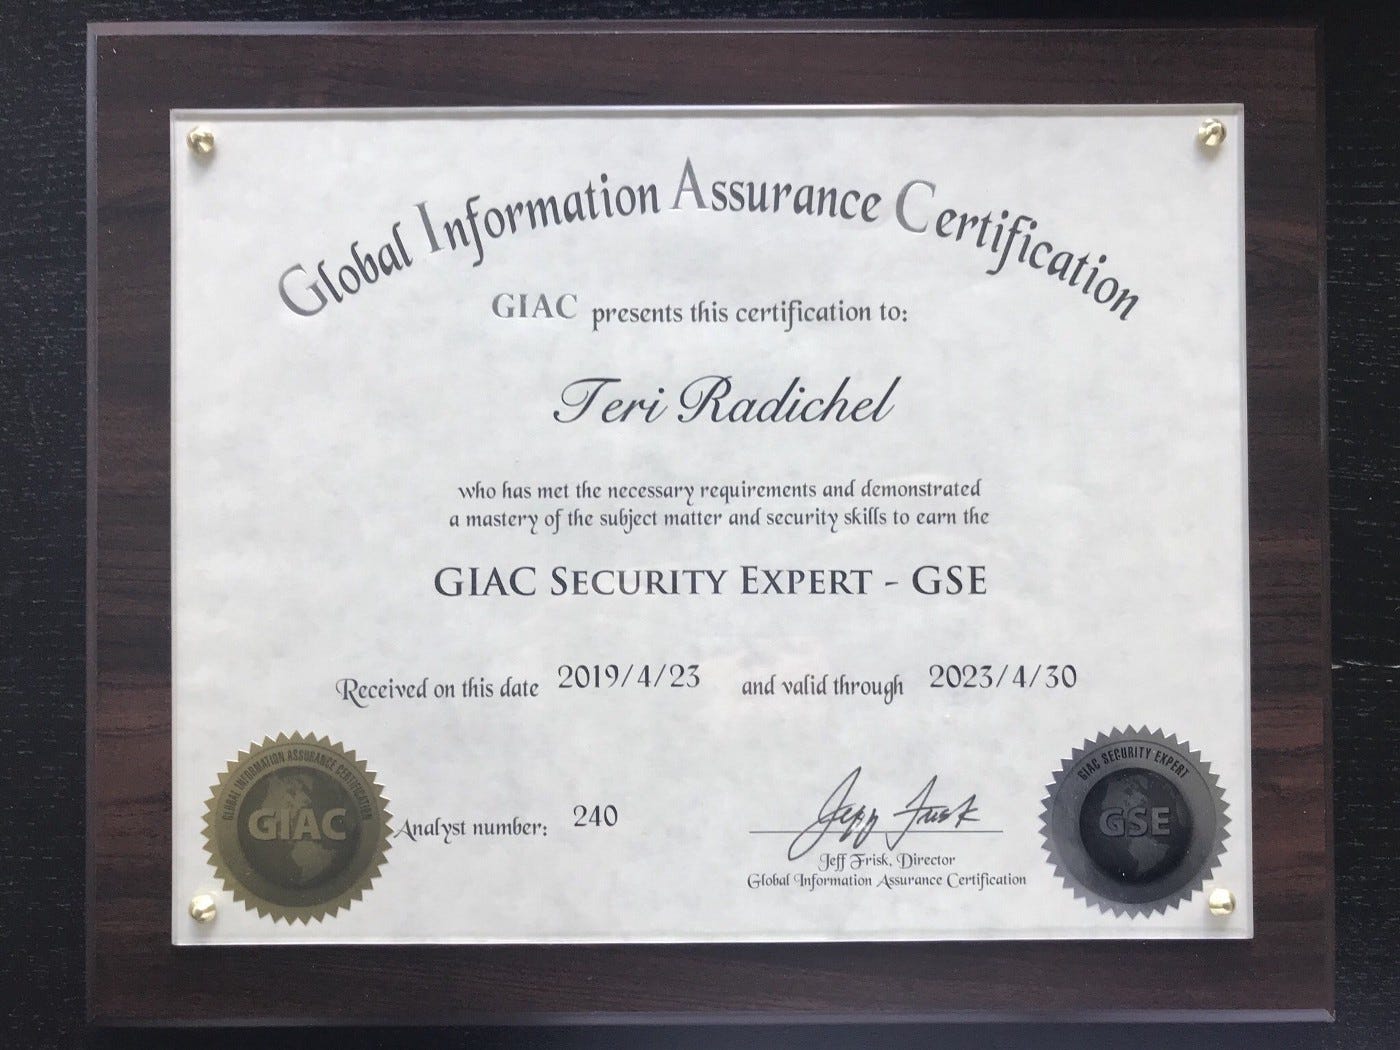 Global Information Assurance Certification
GIAC presents this certification to:
Teri Radichel
who has met the necessary requirements and demonstrated
a mastery of the subject matter and security skills to earn the
GIAC Security Expert - GSE
Received on this date 2019/4/23 and valid through 2023/4/30
GLOBAL INFORMATION ASSURANCE CERTIFICATION
GIAC
Analyst number: 240
Jeff Frisk
Jeff Frisk, Director
Global Information Assurance Certification
GIAC SECURITY EXPERT
GSE